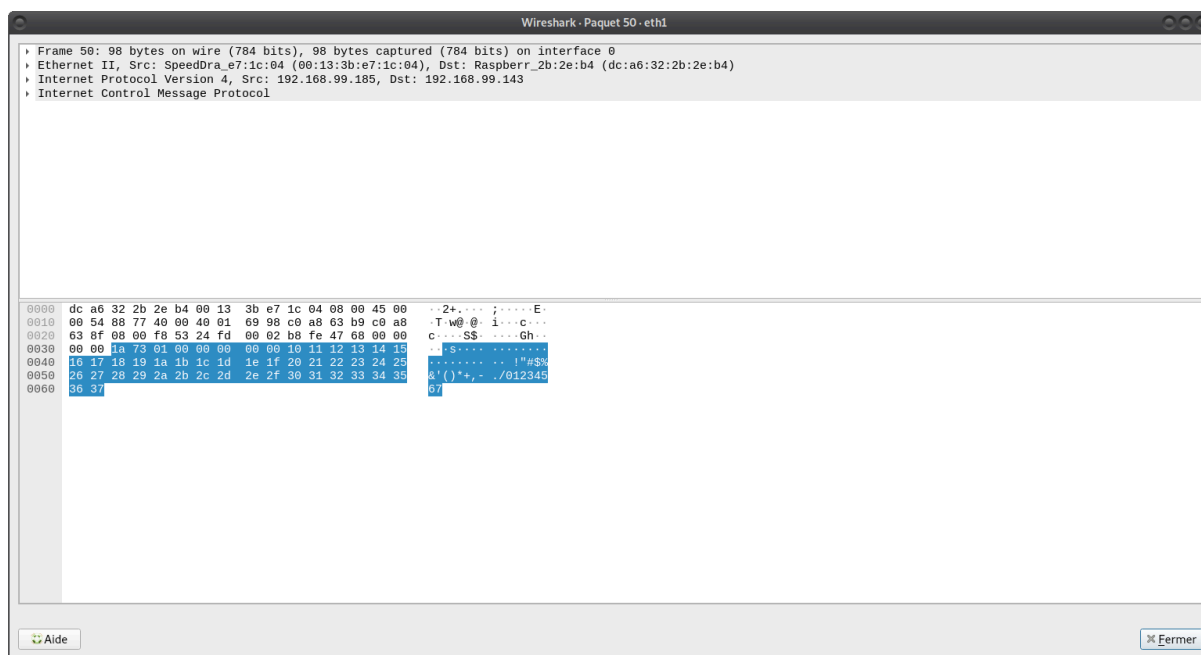 Wireshark · Paquet 50 · eth1
Frame 50: 98 bytes on wire (784 bits), 98 bytes captured (784 bits) on interface 0
Ethernet II, Src: SpeedDra_e7:1c:04 (00:13:3b:e7:1c:04), Dst: Raspberr_2b:2e:b4 (dc:a6:32:2b:2e:b4)
Internet Protocol Version 4, Src: 192.168.99.185, Dst: 192.168.99.143
Internet Control Message Protocol
0000 dc a6 32 2b 2e b4 00 13 3b e7 1c 04 08 00 45 00 ··2+.··· ;·····E·
0010 00 54 88 77 40 00 40 01 69 98 c0 a8 63 b9 c0 a8 ·T·w@·@· i···c···
0020 63 8f 08 00 f8 53 24 fd 00 02 b8 fe 47 68 00 00 c····S$· ····Gh··
0030 00 00 1a 73 01 00 00 00 00 00 10 11 12 13 14 15 ···s···· ········
0040 16 17 18 19 1a 1b 1c 1d 1e 1f 20 21 22 23 24 25 ········ ·· !"#$%
0050 26 27 28 29 2a 2b 2c 2d 2e 2f 30 31 32 33 34 35 &'()*+,- ./012345
0060 36 37 67
Aide
Fermer